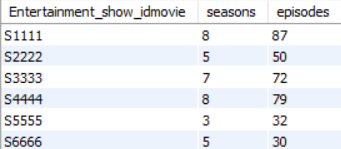 Entertainment_show_idmovie seasons episodes
S1111 8 87
S2222 5 50
S3333 7 72
S4444 8 79
S5555 3 32
S6666 5 30